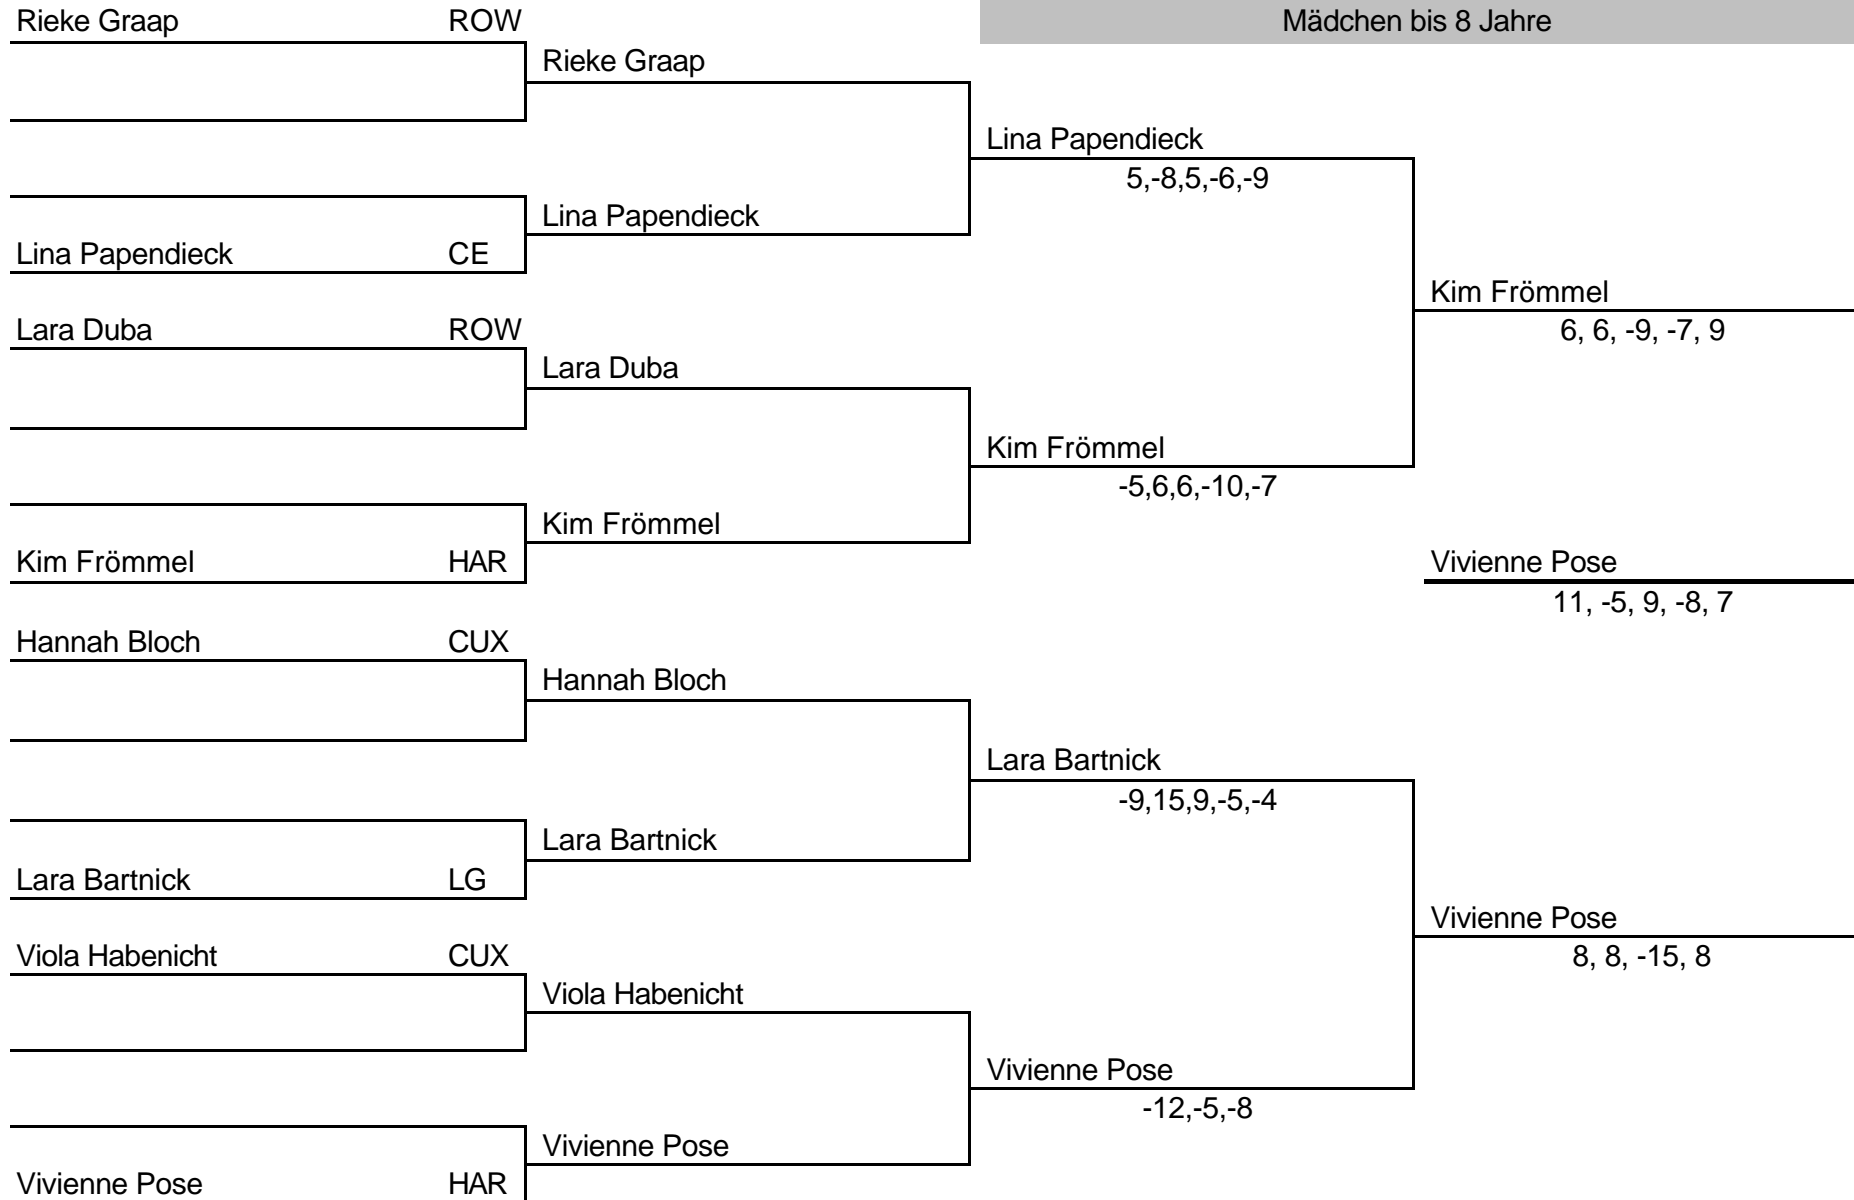 Rieke Graap ROW
Mädchen bis 8 Jahre
Rieke Graap
Lina Papendieck
5,-8,5,-6,-9
Lina Papendieck
Lina Papendieck CE
Kim Frömmel
6, 6, -9, -7, 9
Lara Duba ROW
Lara Duba
Kim Frömmel
-5,6,6,-10,-7
Kim Frömmel
Kim Frömmel HAR
Vivienne Pose
11, -5, 9, -8, 7
Hannah Bloch CUX
Hannah Bloch
Lara Bartnick
-9,15,9,-5,-4
Lara Bartnick
Lara Bartnick LG
Vivienne Pose
8, 8, -15, 8
Viola Habenicht CUX
Viola Habenicht
Vivienne Pose
-12,-5,-8
Vivienne Pose
Vivienne Pose HAR